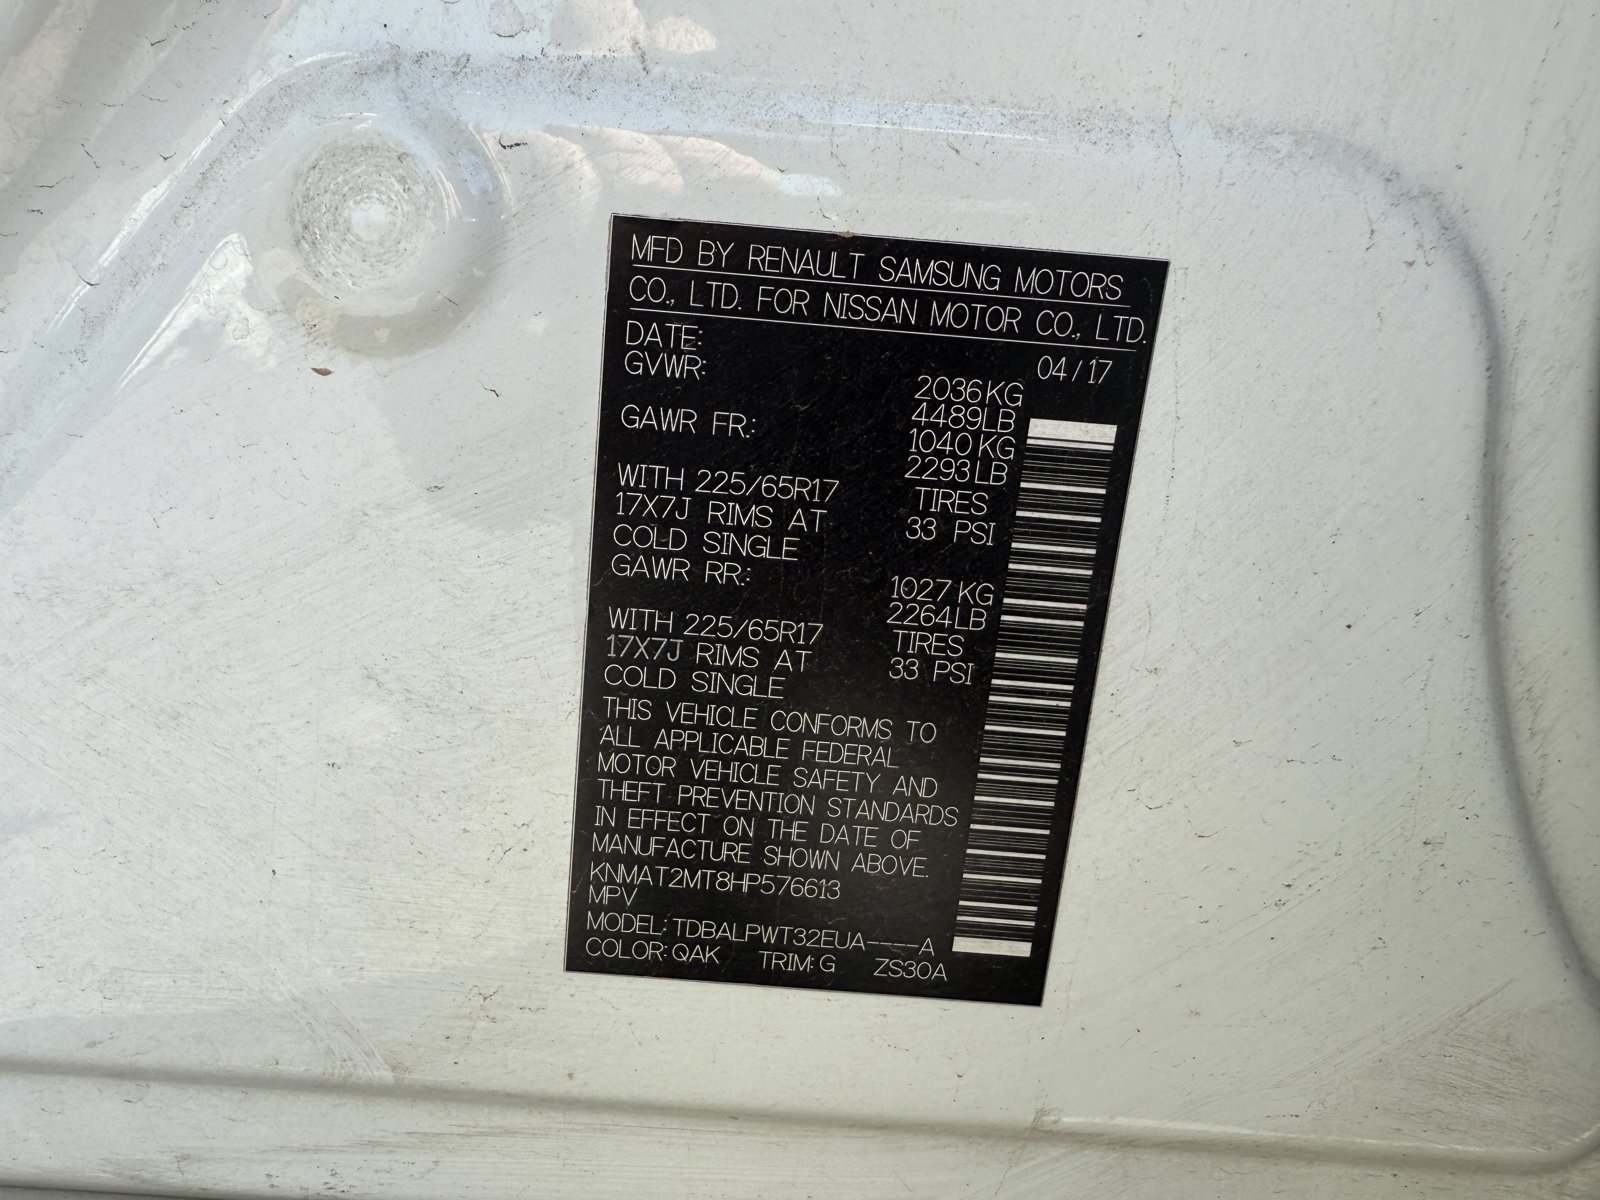 MFD BY RENAULT SAMSUNG MOTORS
CO., LTD. FOR NISSAN MOTOR CO., LTD.
DATE: 04/17
GVWR: 2036KG
4489LB
GAWR FR.: 1040KG
2293LB
WITH 225/65R17 TIRES
17X7J RIMS AT 33 PSI
COLD SINGLE
GAWR RR.: 1027KG
2264LB
WITH 225/65R17 TIRES
17X7J RIMS AT 33 PSI
COLD SINGLE
THIS VEHICLE CONFORMS TO
ALL APPLICABLE FEDERAL
MOTOR VEHICLE SAFETY AND
THEFT PREVENTION STANDARDS
IN EFFECT ON THE DATE OF
MANUFACTURE SHOWN ABOVE.
KNMAT2MT8HP576613
MPV
MODEL: TDBALPWT32EUA----A
COLOR: QAK TRIM: G ZS30A